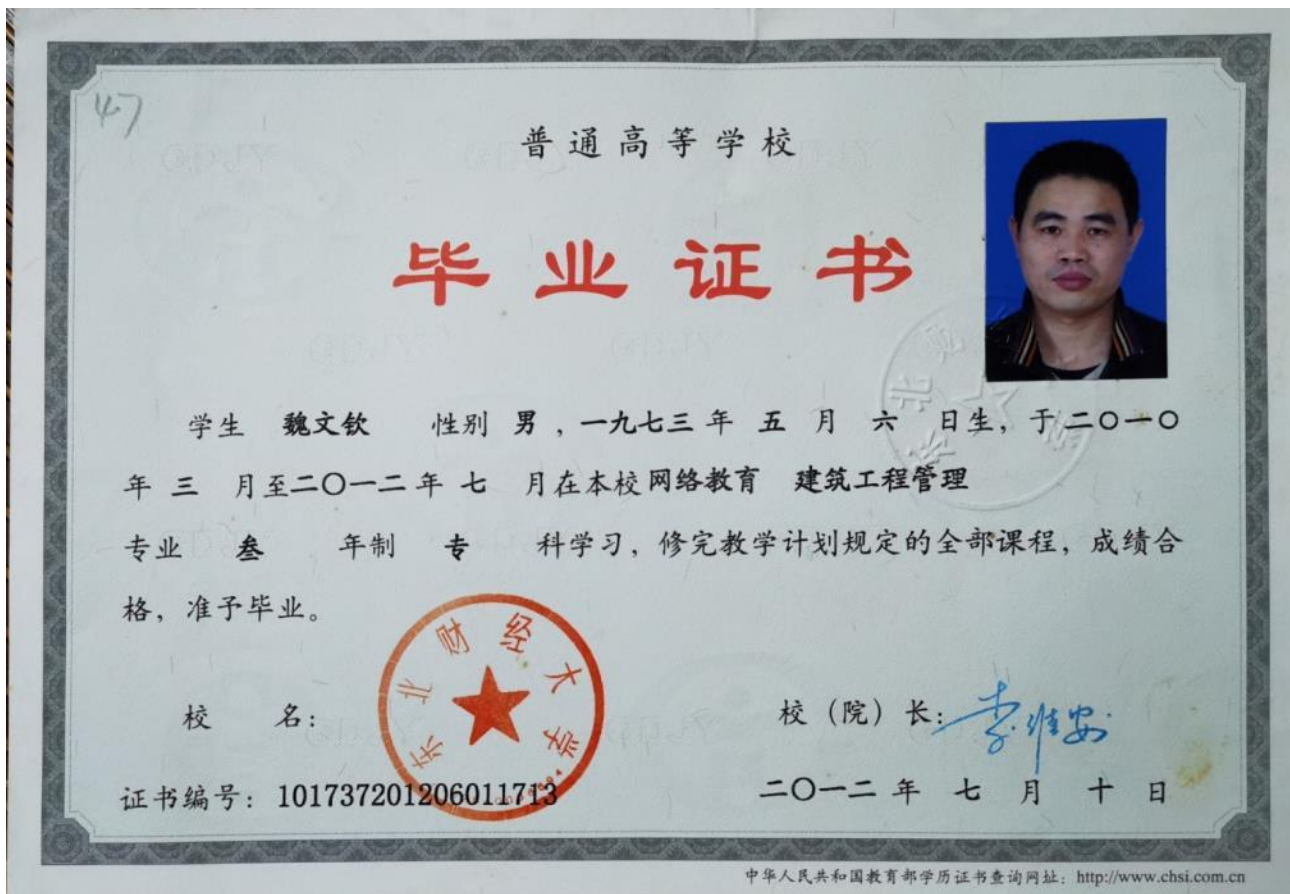 47
普通高等学校
毕业证书
学生 魏文钦 性别 男，一九七三年 五 月 六 日生，于二〇一〇
年 三 月至二〇一二年 七 月在本校网络教育 建筑工程管理
专业 叁 年制 专 科学习，修完教学计划规定的全部课程，成绩合
格，准予毕业。
东北财经大学
校 名：
校（院）长：李维安
证书编号：101737201206011713
二〇一二年 七 月 十 日
中华人民共和国教育部学历证书查询网址：http://www.chsi.com.cn